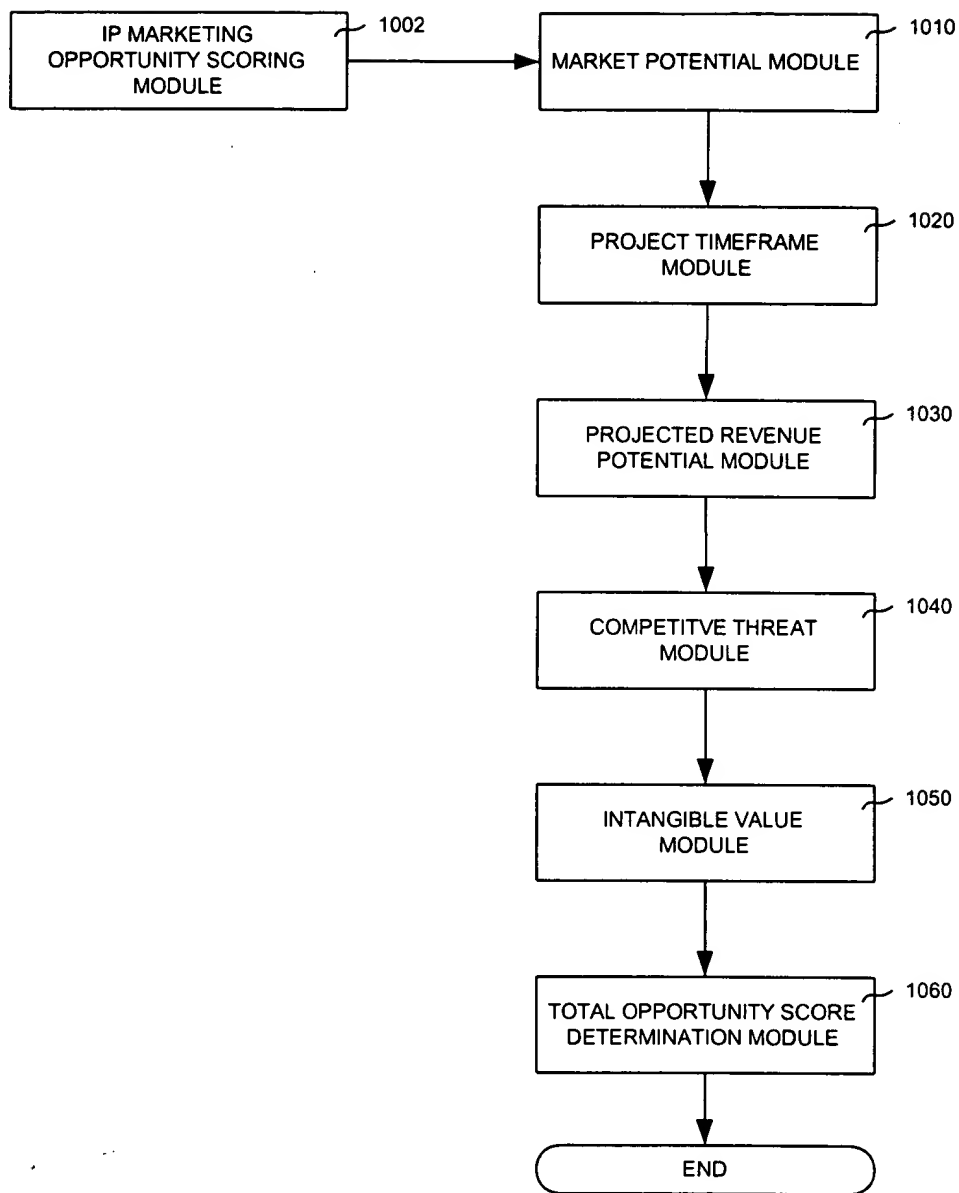 IP MARKETING
OPPORTUNITY SCORING
MODULE
1002
MARKET POTENTIAL MODULE
1010
PROJECT TIMEFRAME
MODULE
1020
PROJECTED REVENUE
POTENTIAL MODULE
1030
COMPETITVE THREAT
MODULE
1040
INTANGIBLE VALUE
MODULE
1050
TOTAL OPPORTUNITY SCORE
DETERMINATION MODULE
1060
END